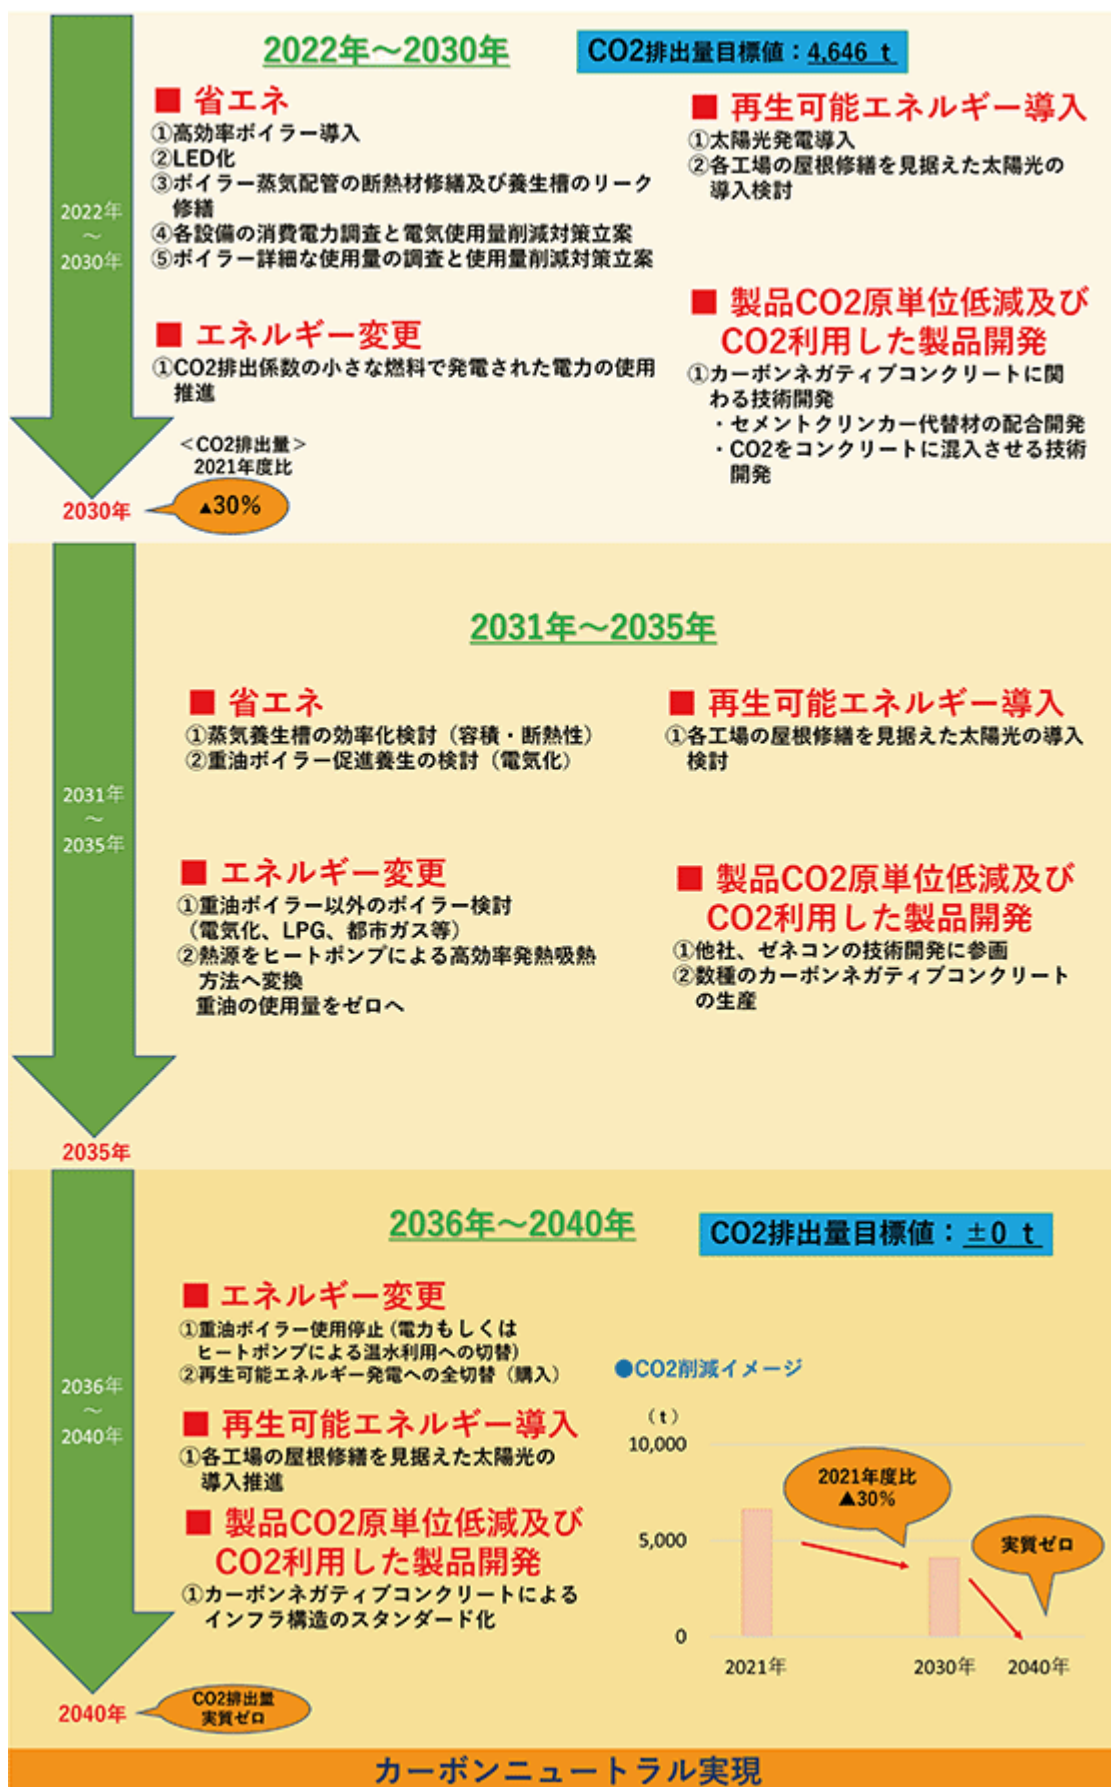 2022年～2030年
CO2排出量目標値：4,646 t
2022年
～
2030年
■ 省エネ
①高効率ボイラー導入
②LED化
③ボイラー蒸気配管の断熱材修繕及び養生槽のリーク
修繕
④各設備の消費電力調査と電気使用量削減対策立案
⑤ボイラー詳細な使用量の調査と使用量削減対策立案
■ 再生可能エネルギー導入
①太陽光発電導入
②各工場の屋根修繕を見据えた太陽光の
導入検討
■ エネルギー変更
①CO2排出係数の小さな燃料で発電された電力の使用
推進
■ 製品CO2原単位低減及び
CO2利用した製品開発
①カーボンネガティブコンクリートに関
わる技術開発
・セメントクリンカー代替材の配合開発
・CO2をコンクリートに混入させる技術
開発
＜CO2排出量＞
2021年度比
▲30%
2030年
2031年～2035年
2031年
～
2035年
■ 省エネ
①蒸気養生槽の効率化検討（容積・断熱性）
②重油ボイラー促進養生の検討（電気化）
■ 再生可能エネルギー導入
①各工場の屋根修繕を見据えた太陽光の導入
検討
■ エネルギー変更
①重油ボイラー以外のボイラー検討
（電気化、LPG、都市ガス等）
②熱源をヒートポンプによる高効率発熱吸熱
方法へ変換
重油の使用量をゼロへ
■ 製品CO2原単位低減及び
CO2利用した製品開発
①他社、ゼネコンの技術開発に参画
②数種のカーボンネガティブコンクリート
の生産
2035年
2036年～2040年
CO2排出量目標値：±0 t
2036年
～
2040年
■ エネルギー変更
①重油ボイラー使用停止(電力もしくは
ヒートポンプによる温水利用への切替)
②再生可能エネルギー発電への全切替（購入）
■ 再生可能エネルギー導入
①各工場の屋根修繕を見据えた太陽光の
導入推進
■ 製品CO2原単位低減及び
CO2利用した製品開発
①カーボンネガティブコンクリートによる
インフラ構造のスタンダード化
●CO2削減イメージ
（t）
10,000
5,000
0
2021年度比
▲30%
実質ゼロ
2021年
2030年
2040年
2040年
CO2排出量
実質ゼロ
カーボンニュートラル実現